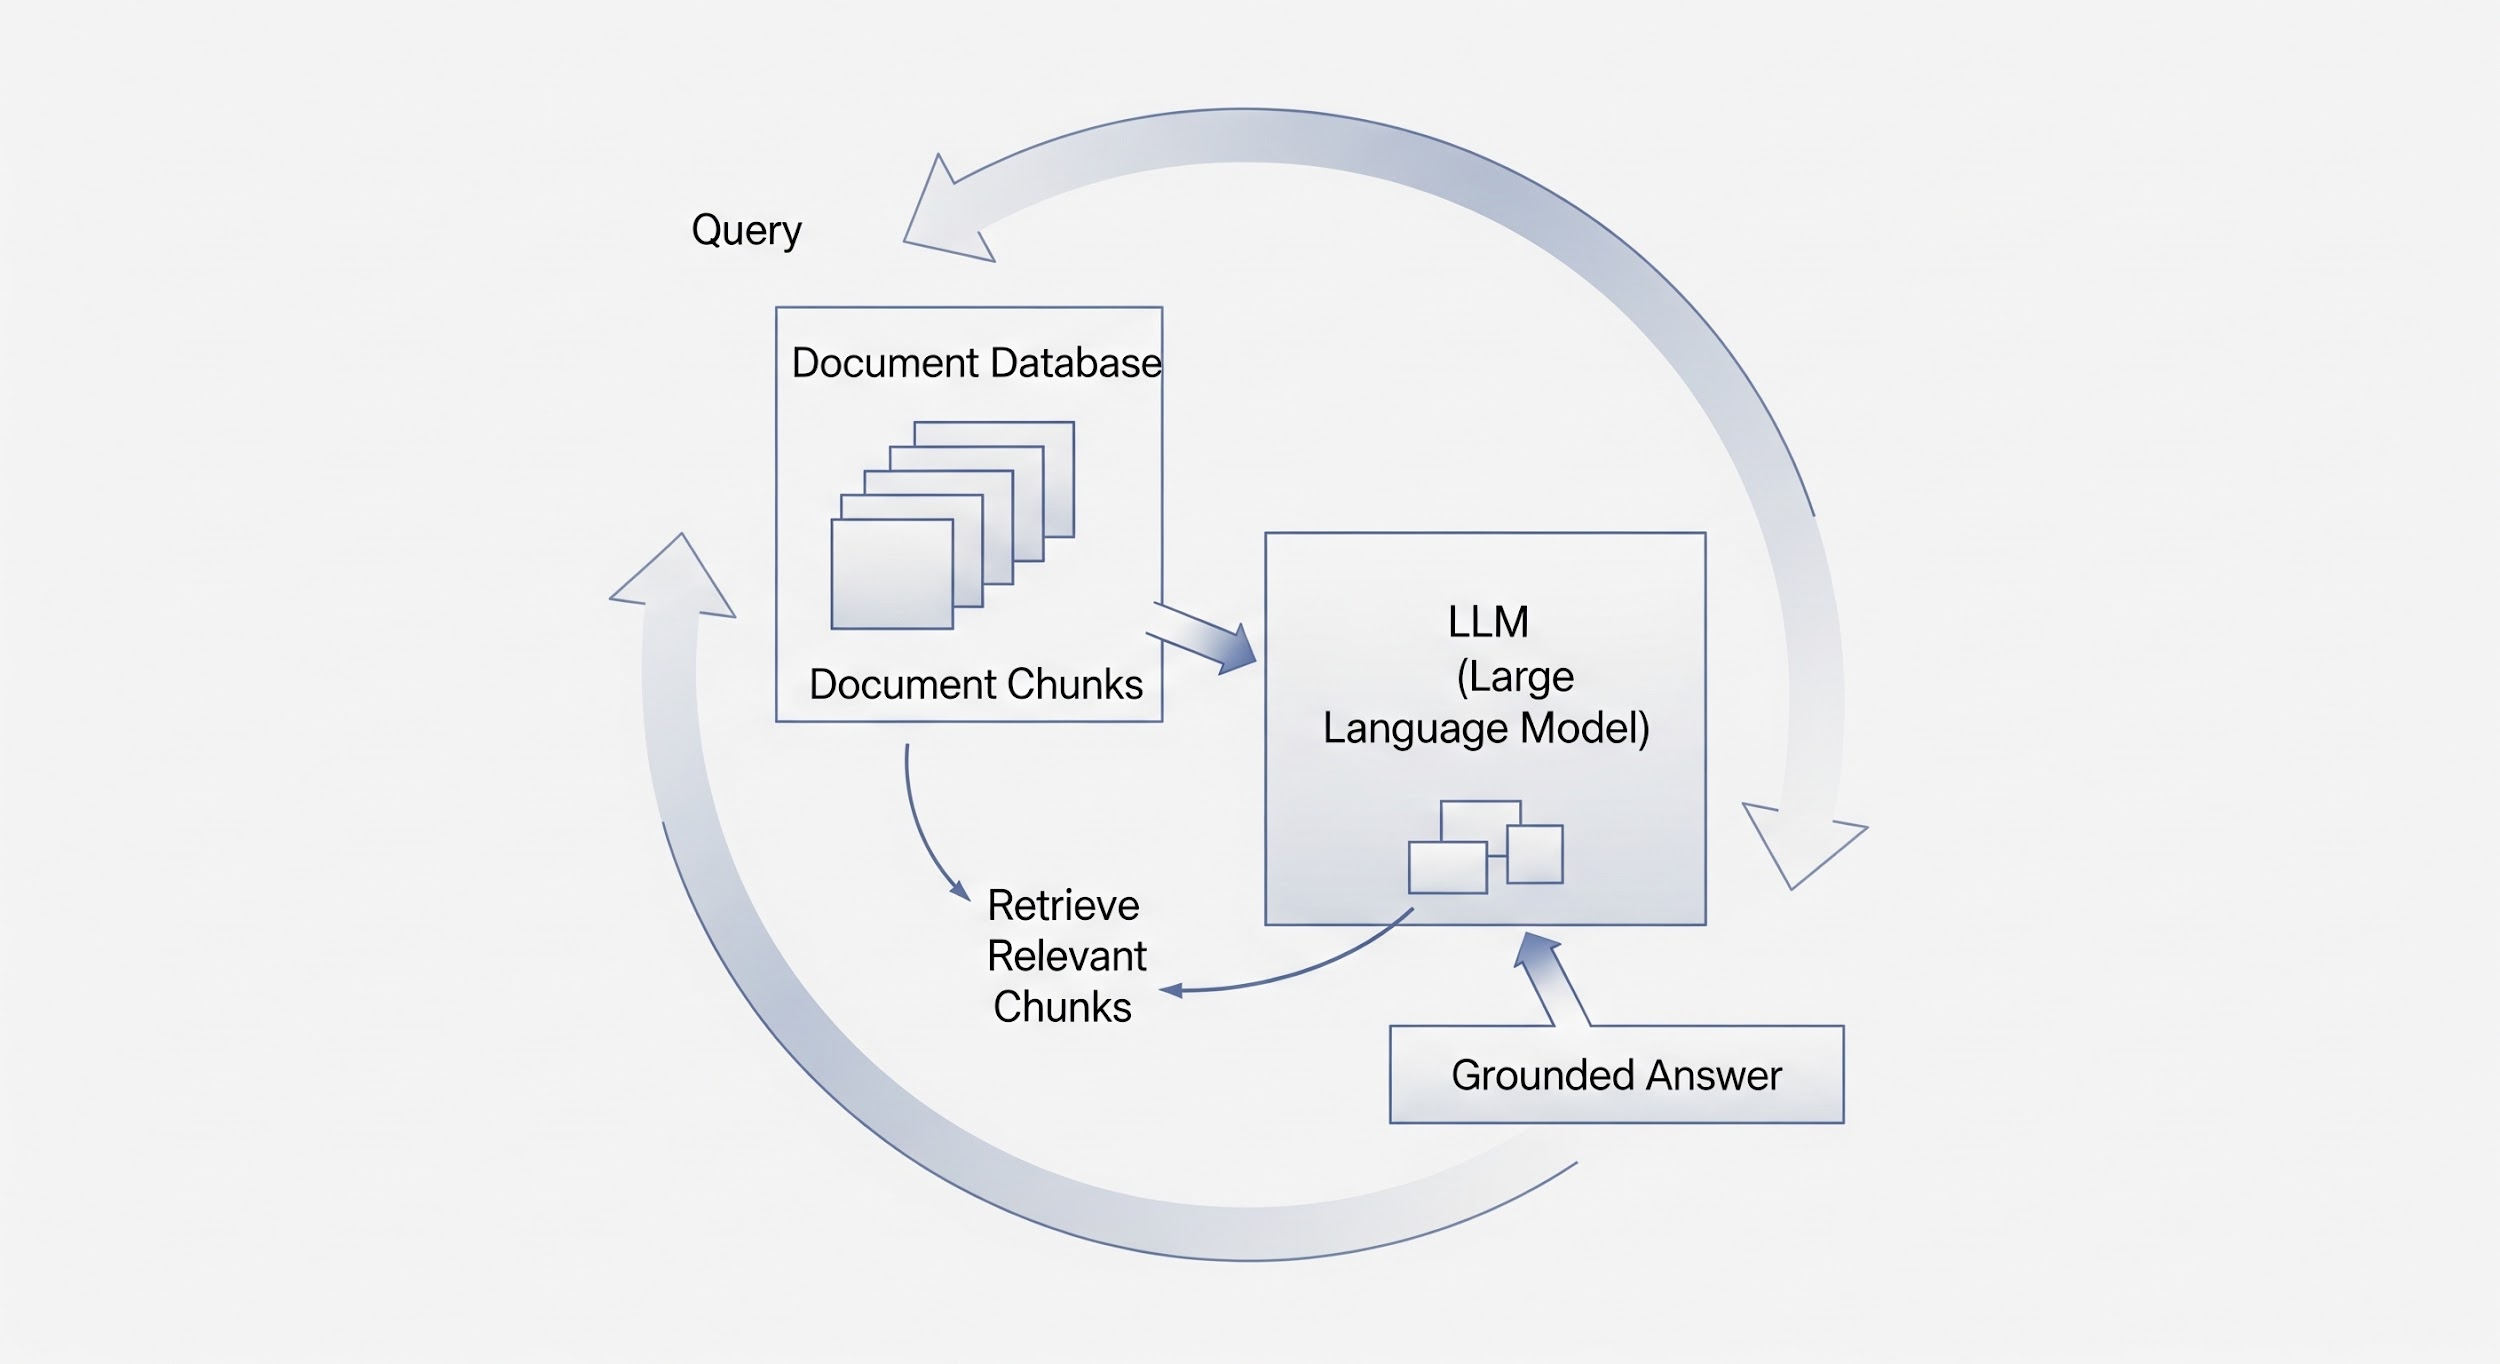 Query
Document Database
Document Chunks
LLM
(Large
Language Model)
Retrieve
Relevant
Chunks
Grounded Answer